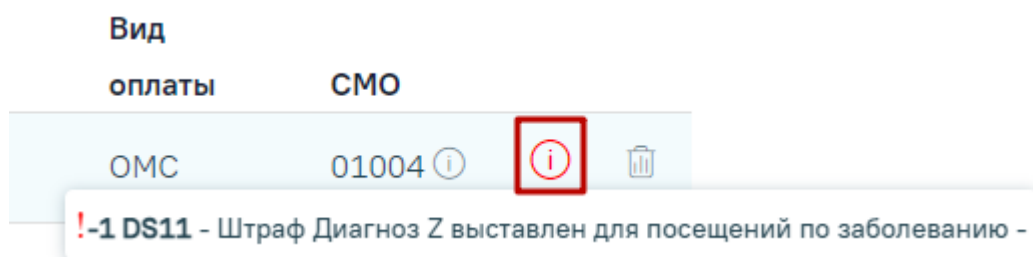 Вид
оплаты СМО
ОМС 01004
!-1 DS11 - Штраф Диагноз Z выставлен для посещений по заболеванию -